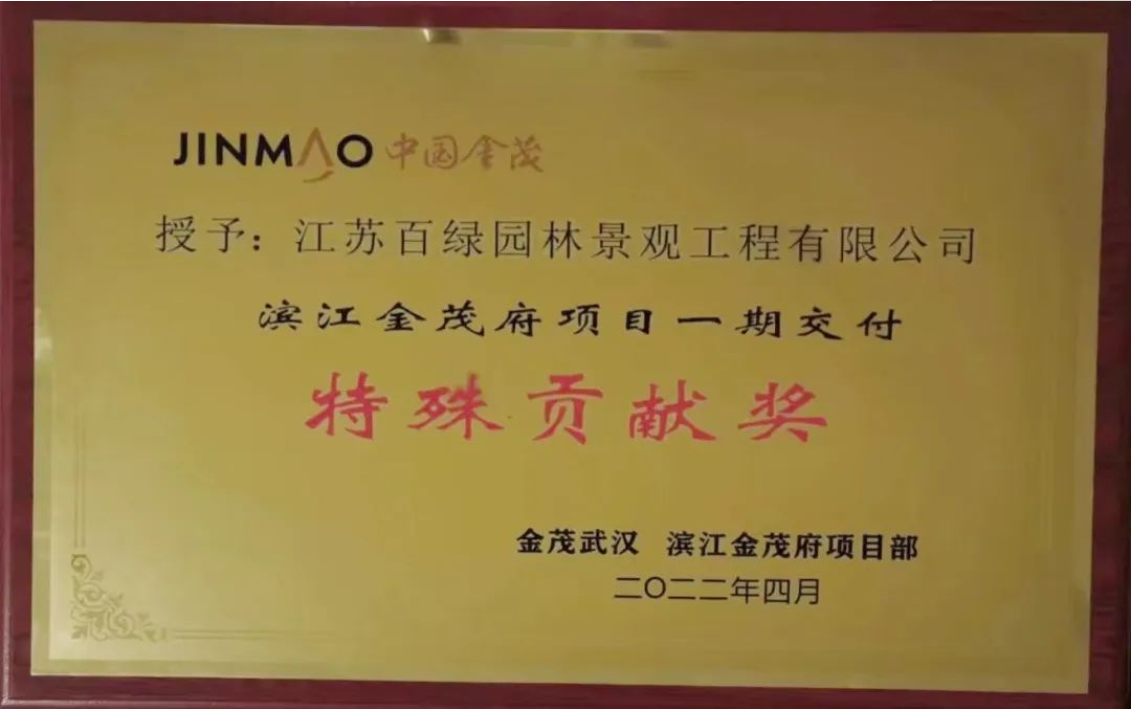 JINMAO 中国金茂
授予：江苏百绿园林景观工程有限公司
滨江金茂府项目一期交付
特殊贡献奖
金茂武汉 滨江金茂府项目部
二〇二二年四月